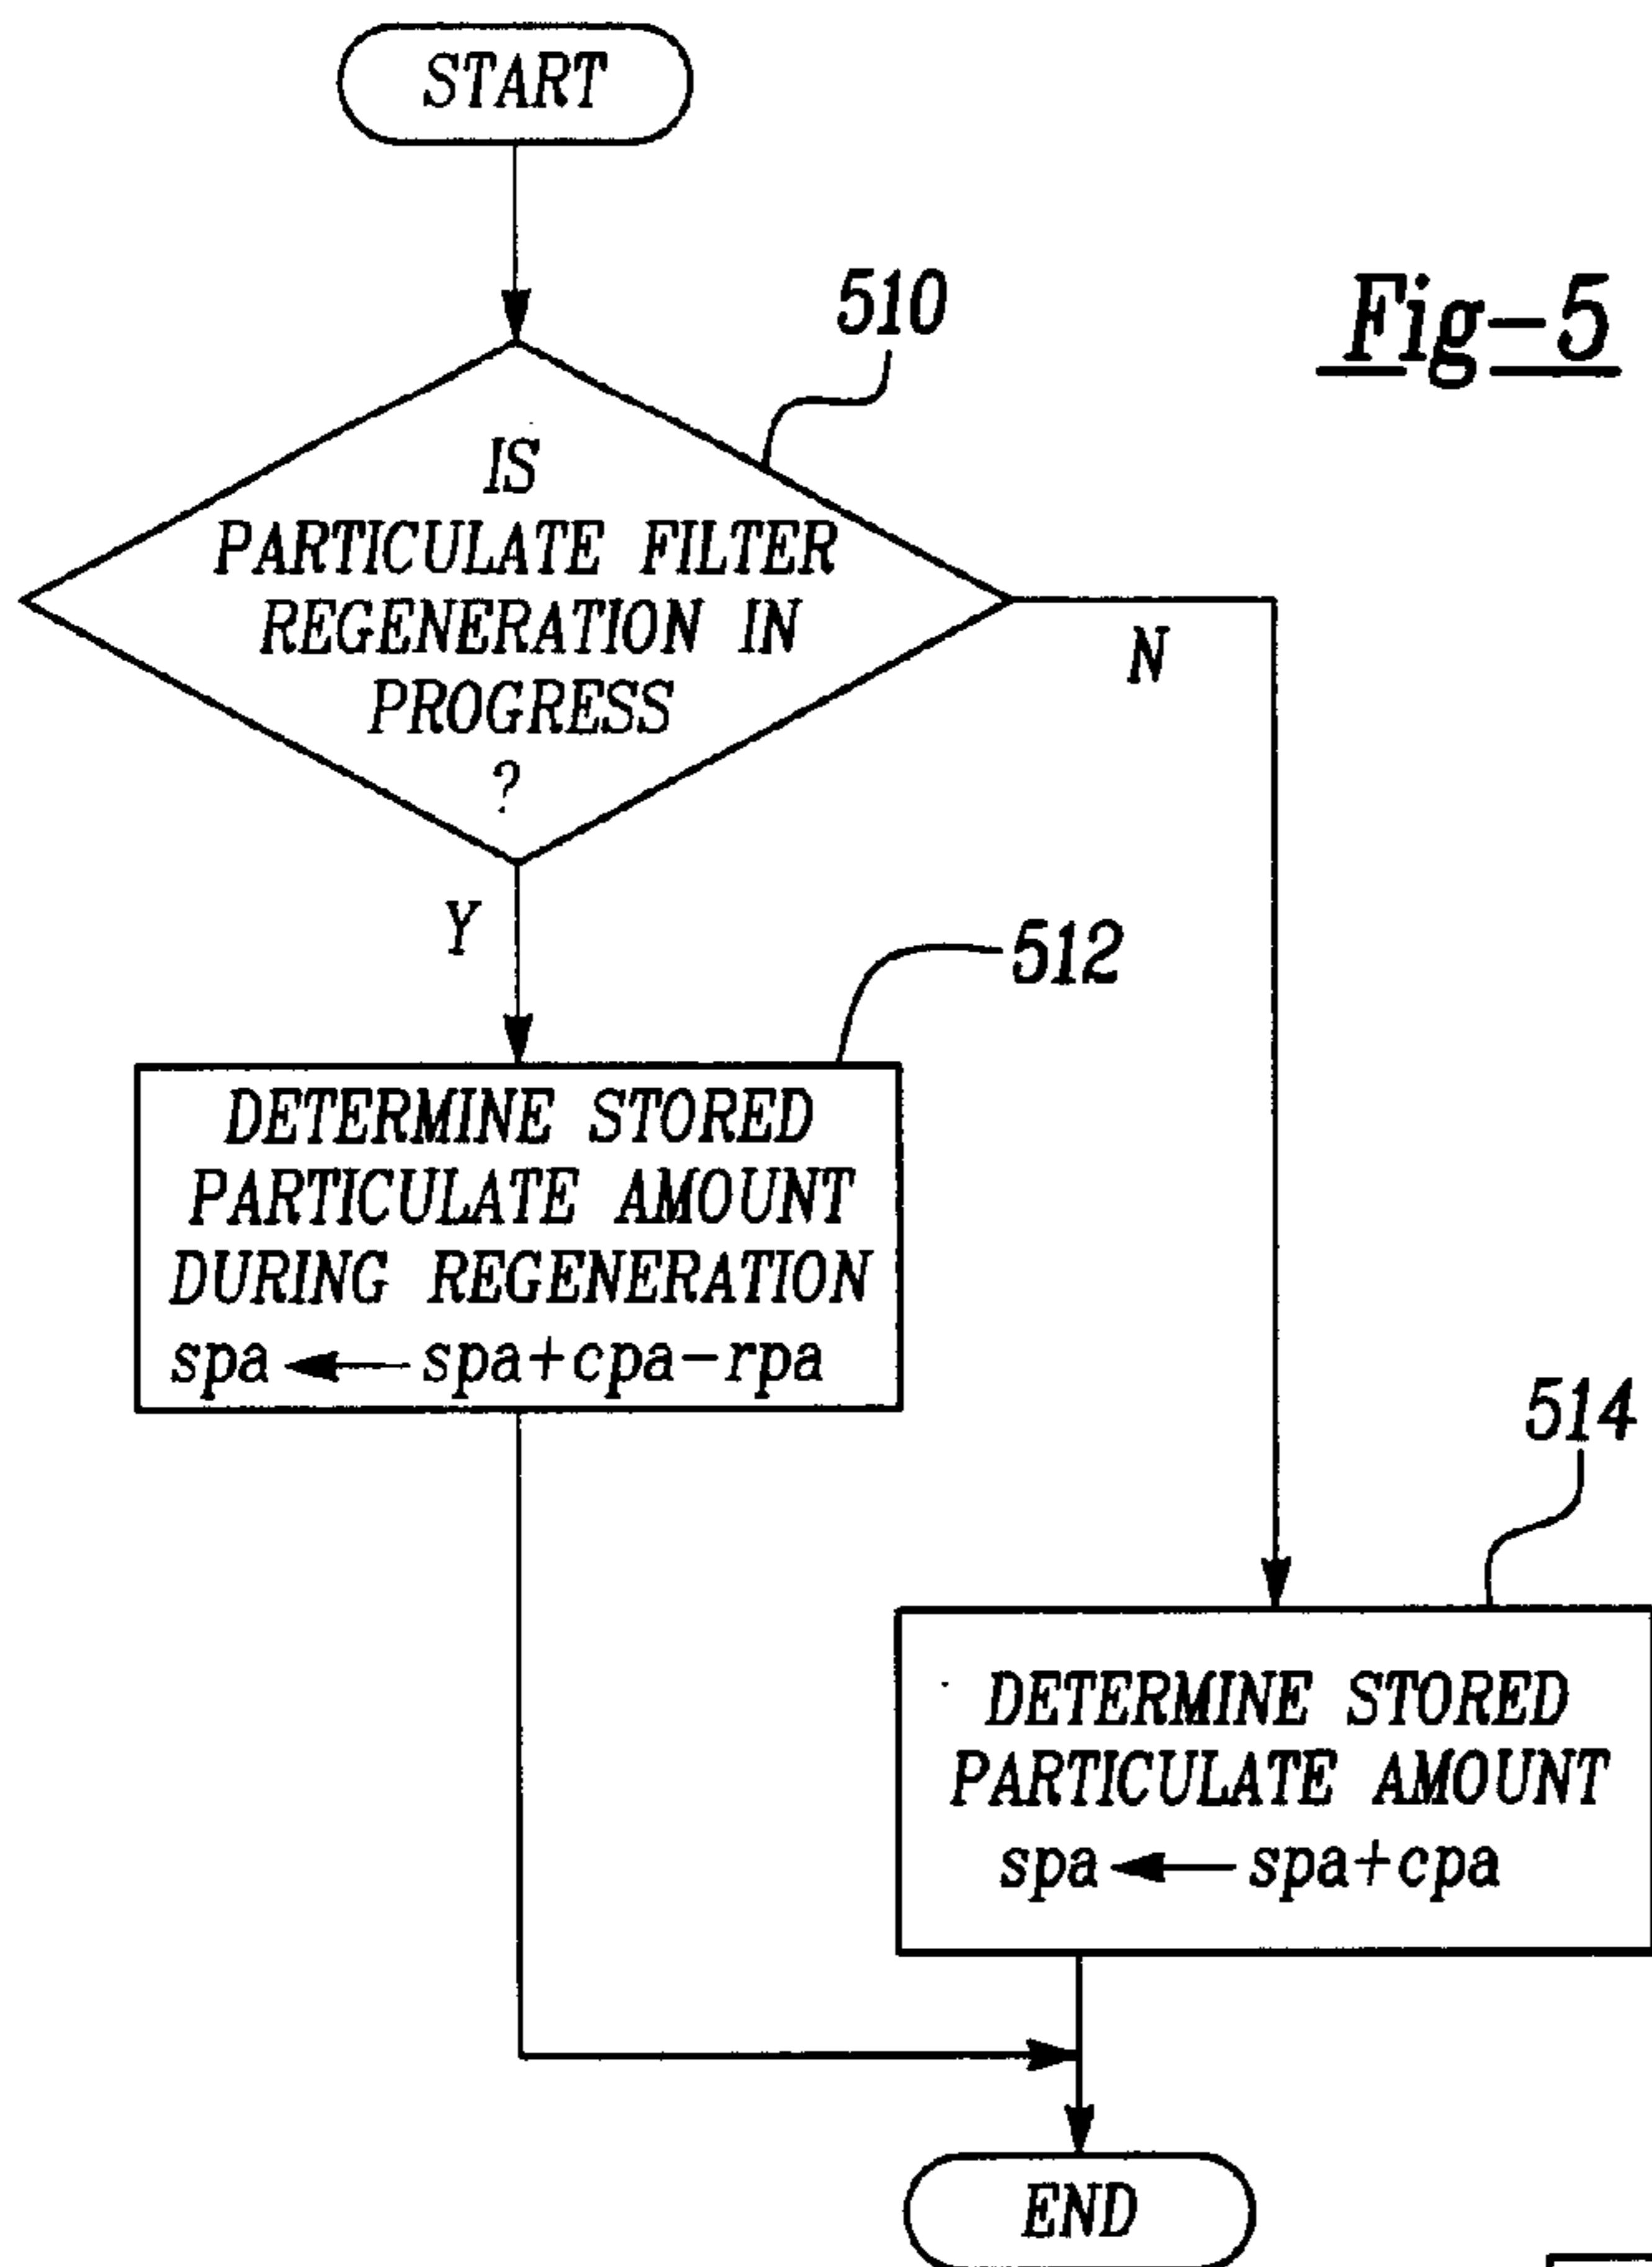 START
510
Fig-5
IS
PARTICULATE FILTER
REGENERATION IN
PROGRESS
?
N
Y
512
DETERMINE STORED
PARTICULATE AMOUNT
DURING REGENERATION
spa ← spa+cpa-rpa
514
DETERMINE STORED
PARTICULATE AMOUNT
spa ← spa+cpa
END